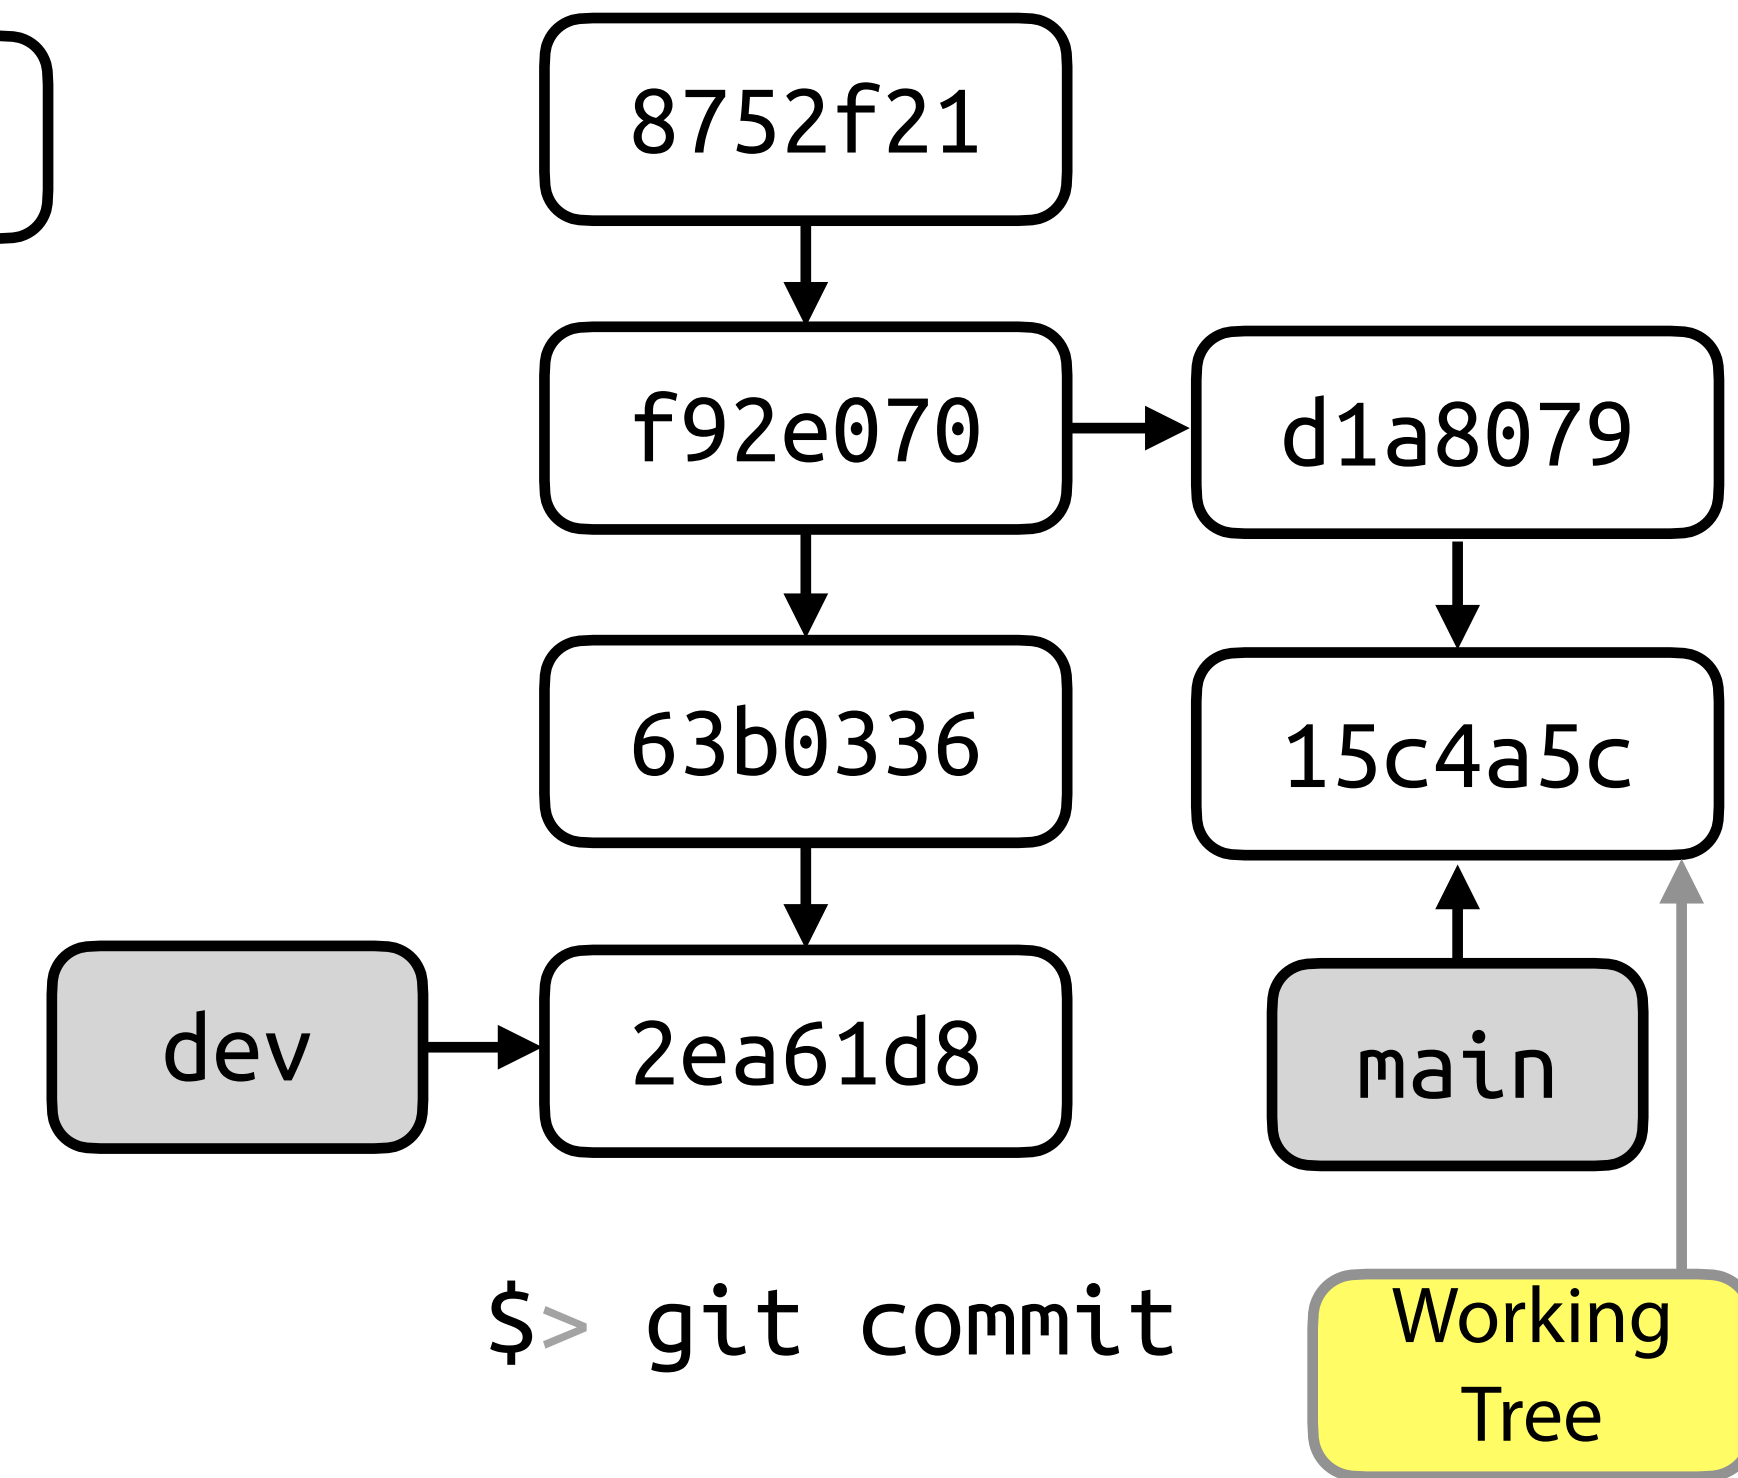 8752f21
f92e070
d1a8079
63b0336
15c4a5c
dev
2ea61d8
main
$> git commit
Working
Tree